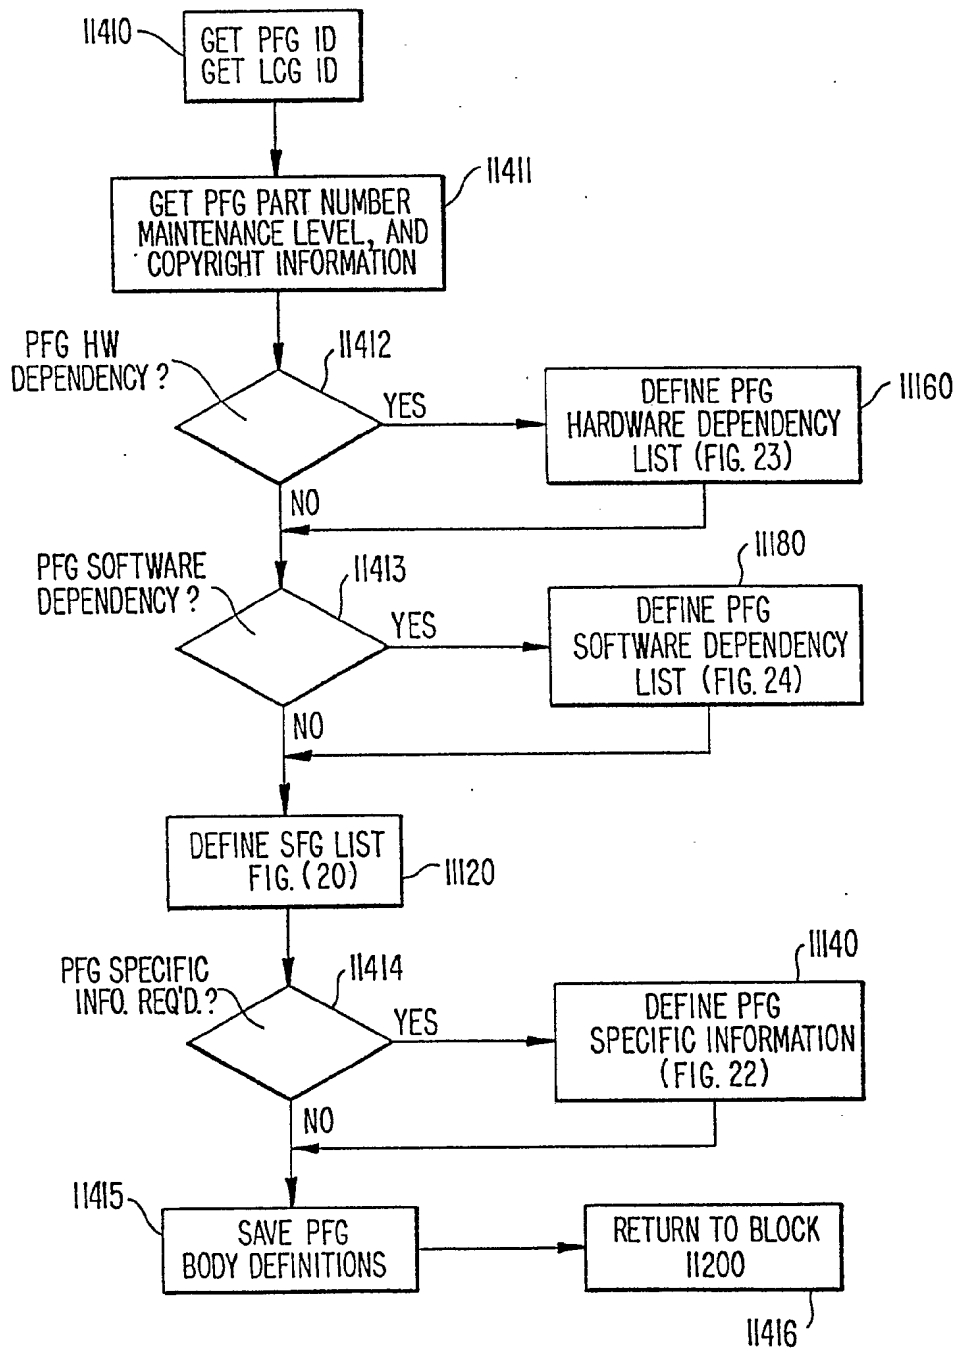 11410
GET PFG ID
GET LCG ID
11411
GET PFG PART NUMBER
MAINTENANCE LEVEL, AND
COPYRIGHT INFORMATION
PFG HW
DEPENDENCY?
11412
YES
NO
DEFINE PFG
HARDWARE DEPENDENCY
LIST (FIG. 23)
11160
PFG SOFTWARE
DEPENDENCY?
11413
YES
NO
11180
DEFINE PFG
SOFTWARE DEPENDENCY
LIST (FIG. 24)
DEFINE SFG LIST
FIG. (20)
11120
PFG SPECIFIC
INFO. REQ'D.?
11414
YES
NO
11140
DEFINE PFG
SPECIFIC INFORMATION
(FIG. 22)
11415
SAVE PFG
BODY DEFINITIONS
RETURN TO BLOCK
11200
11416